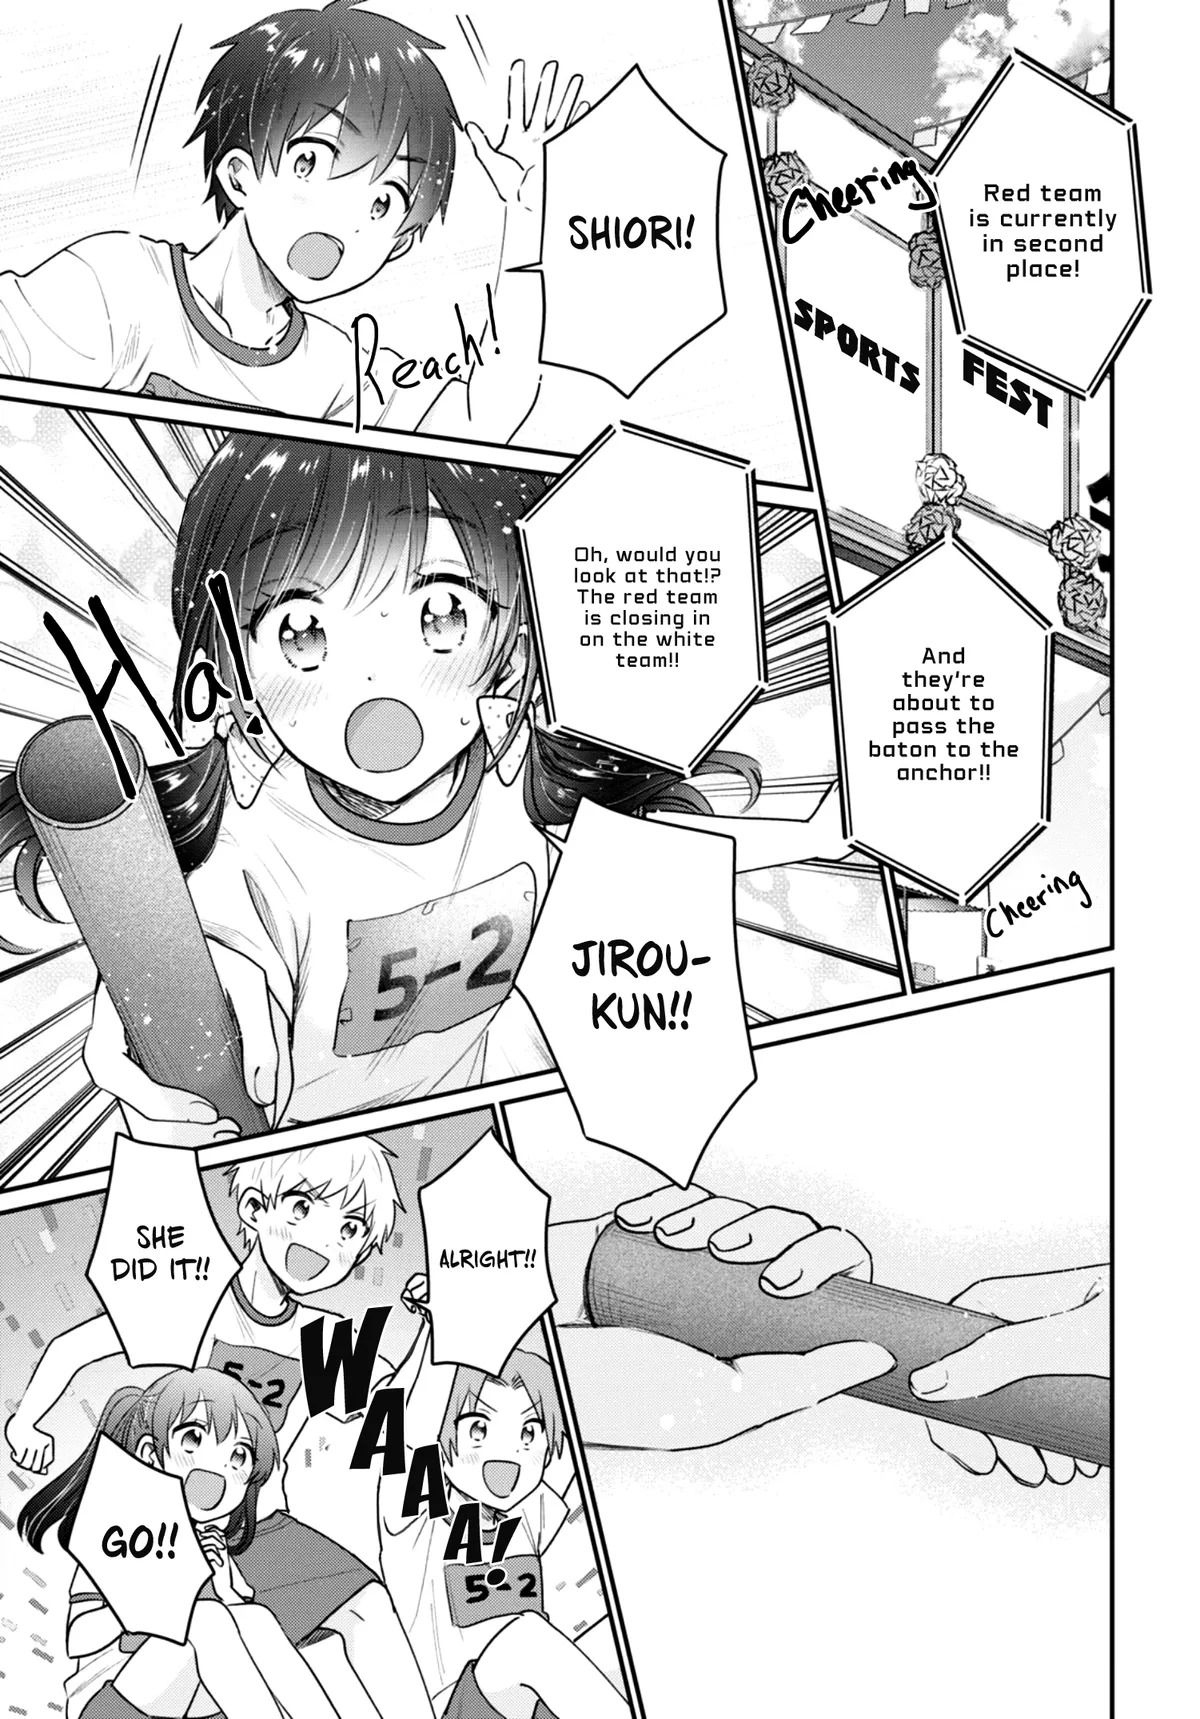 Red team
is currently
in second
place!
Cheering
SPORTS
FEST
And
they're
about to
pass the
baton to the
anchor!!
Cheering
SHIORI!
Reach!
Oh, would you
look at that!?
The red team
is closing in
on the white
team!!
Ha!
5-2
JIROU-
KUN!!
ALRIGHT!!
SHE
DID IT!!
5-2
WAAAA!
GO!!
5-2